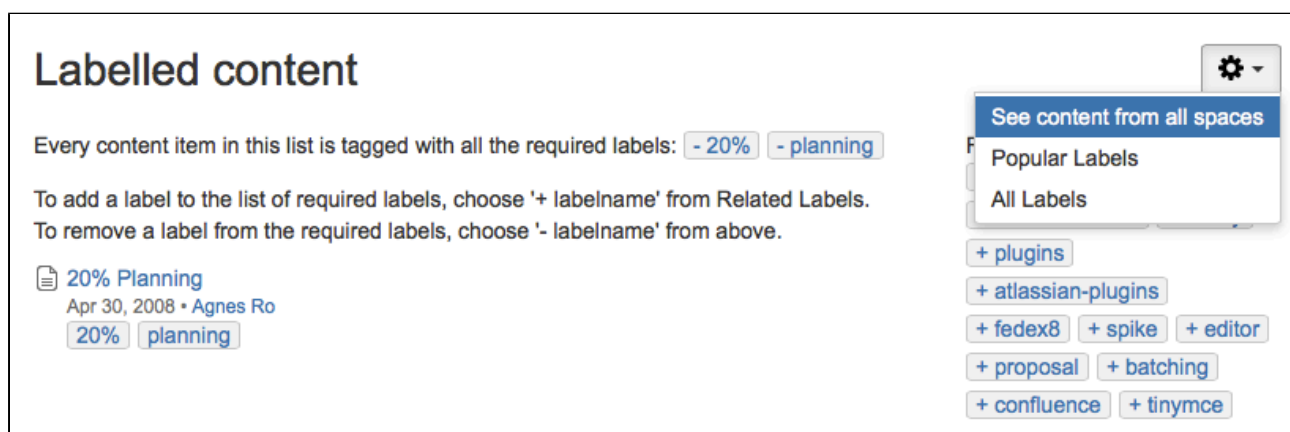 Labelled content
See content from all spaces
Popular Labels
All Labels
Every content item in this list is tagged with all the required labels: - 20% - planning
To add a label to the list of required labels, choose '+ labelname' from Related Labels.
To remove a label from the required labels, choose '- labelname' from above.
20% Planning
Apr 30, 2008 • Agnes Ro
20% planning
+ plugins
+ atlassian-plugins
+ fedex8 + spike + editor
+ proposal + batching
+ confluence + tinymce